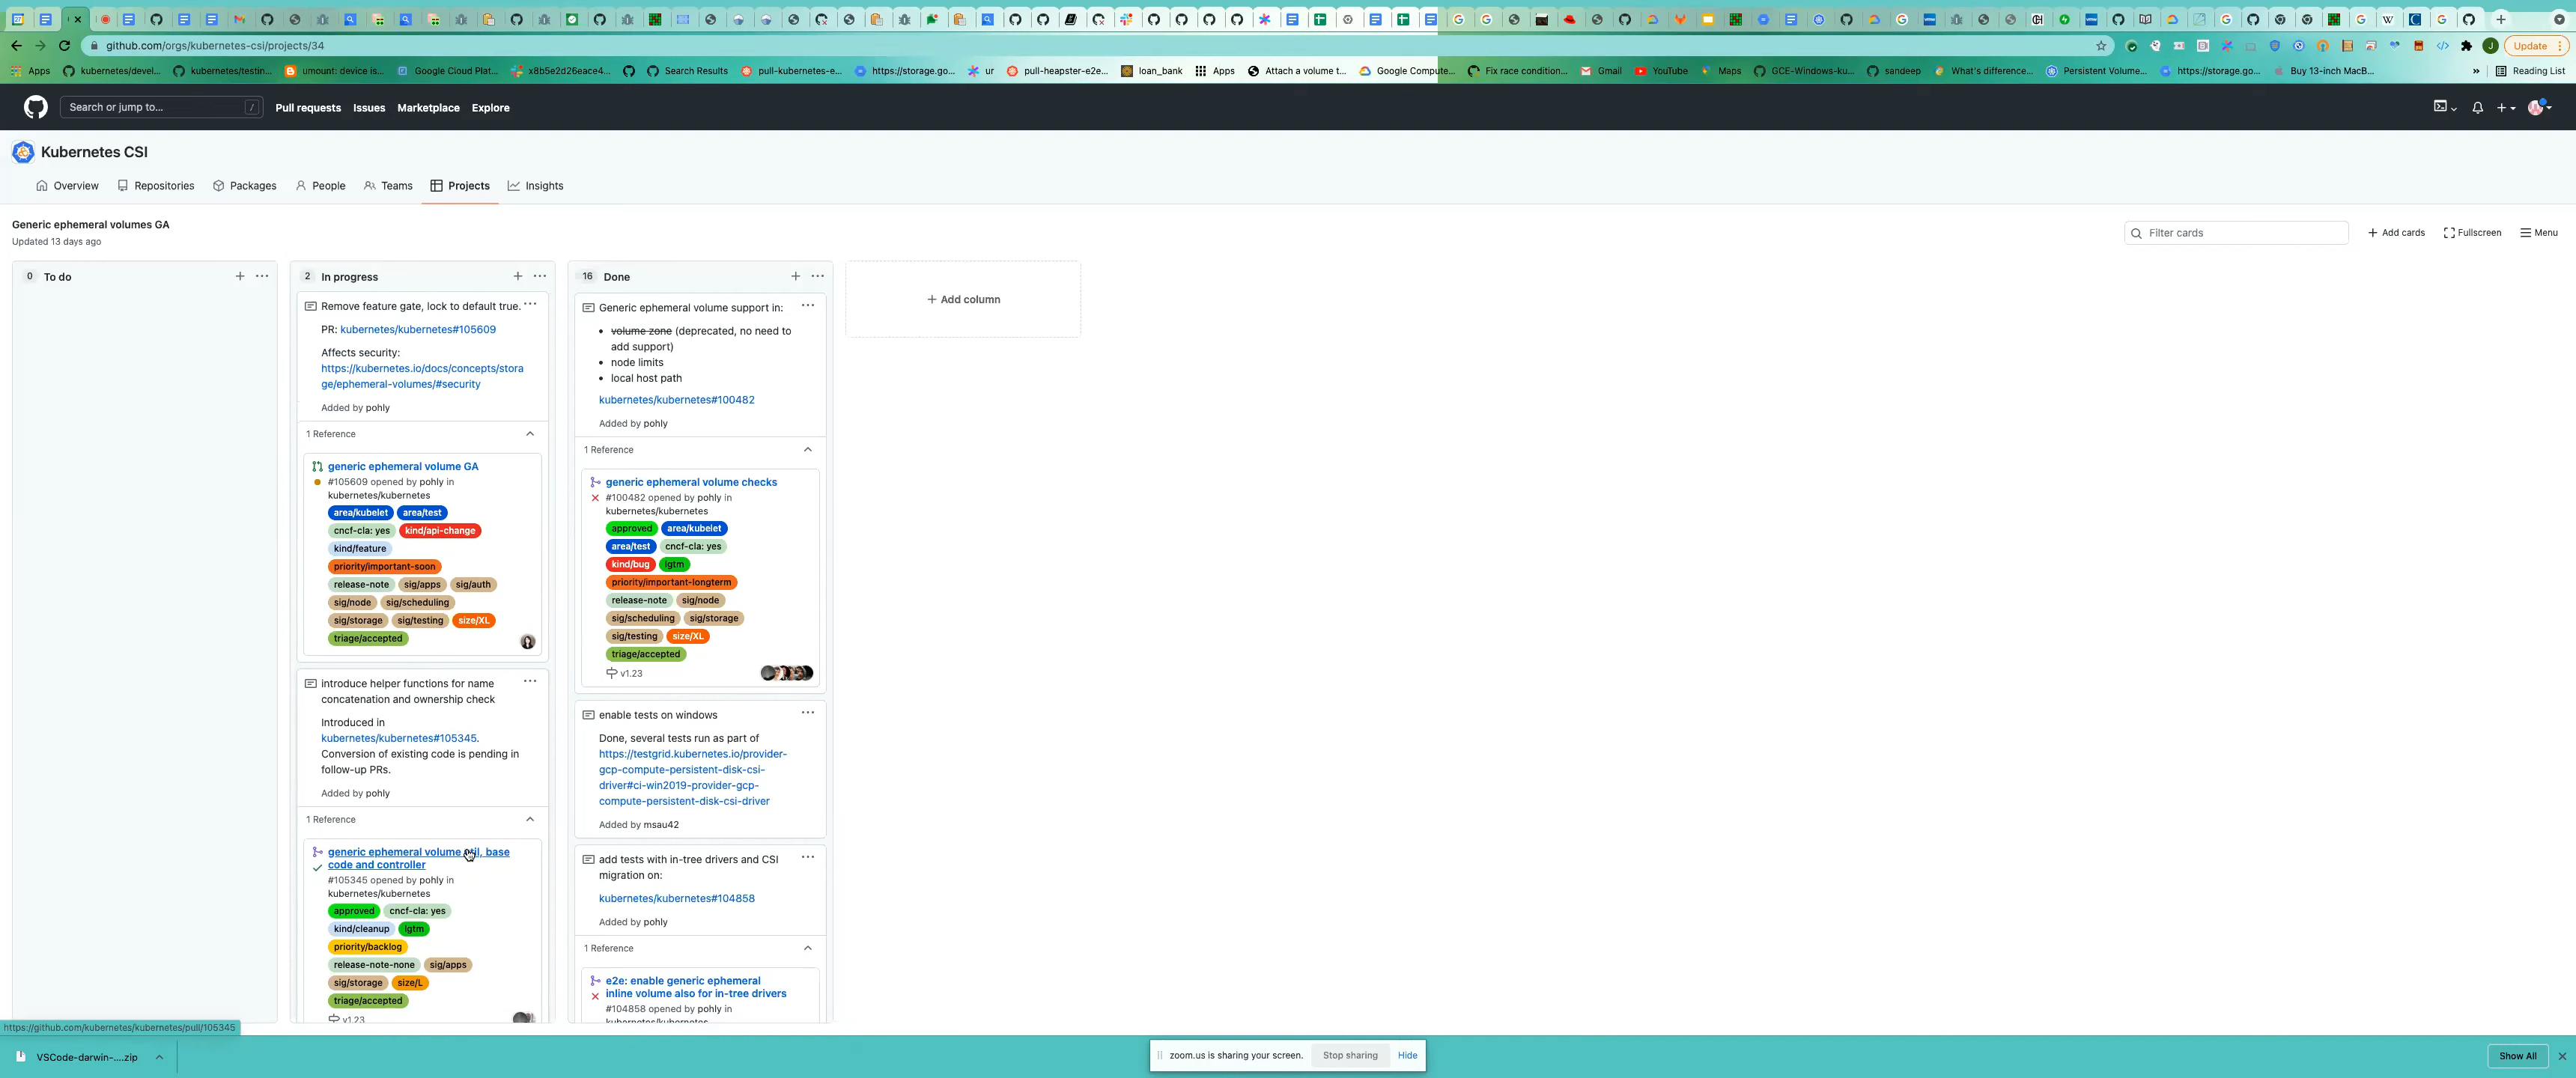 github.com/orgs/kubernetes-csi/projects/34
Update
Apps
kubernetes/devel...
kubernetes/testin...
umount: device is...
Google Cloud Plat...
x8b5e2d26eace4...
Search Results
pull-kubernetes-e...
https://storage.go...
ur
pull-heapster-e2e...
loan_bank
Apps
Attach a volume t...
Google Compute...
Fix race condition...
Gmail
YouTube
Maps
GCE-Windows-ku...
sandeep
What's difference...
Persistent Volume...
https://storage.go...
Buy 13-inch MacB...
»
Reading List
Search or jump to...
/
Pull requests
Issues
Marketplace
Explore
Kubernetes CSI
Overview
Repositories
Packages
People
Teams
Projects
Insights
Generic ephemeral volumes GA
Updated 13 days ago
Filter cards
+ Add cards
Fullscreen
Menu
0 To do
2 In progress
Remove feature gate, lock to default true.
PR: kubernetes/kubernetes#105609
Affects security:
https://kubernetes.io/docs/concepts/stora
ge/ephemeral-volumes/#security
Added by pohly
1 Reference
generic ephemeral volume GA
#105609 opened by pohly in
kubernetes/kubernetes
area/kubelet area/test
cncf-cla: yes kind/api-change
kind/feature
priority/important-soon
release-note sig/apps sig/auth
sig/node sig/scheduling
sig/storage sig/testing size/XL
triage/accepted
introduce helper functions for name
concatenation and ownership check
Introduced in
kubernetes/kubernetes#105345.
Conversion of existing code is pending in
follow-up PRs.
Added by pohly
1 Reference
generic ephemeral volume base
code and controller
#105345 opened by pohly in
kubernetes/kubernetes
approved cncf-cla: yes
kind/cleanup lgtm
priority/backlog
release-note-none sig/apps
sig/storage size/L
triage/accepted
v1.23
16 Done
Generic ephemeral volume support in:
• volume zone (deprecated, no need to
add support)
• node limits
• local host path
kubernetes/kubernetes#100482
Added by pohly
1 Reference
generic ephemeral volume checks
#100482 opened by pohly in
kubernetes/kubernetes
approved area/kubelet
area/test cncf-cla: yes
kind/bug lgtm
priority/important-longterm
release-note sig/node
sig/scheduling sig/storage
sig/testing size/XL
triage/accepted
v1.23
enable tests on windows
Done, several tests run as part of
https://testgrid.kubernetes.io/provider-
gcp-compute-persistent-disk-csi-
driver#ci-win2019-provider-gcp-
compute-persistent-disk-csi-driver
Added by msau42
add tests with in-tree drivers and CSI
migration on:
kubernetes/kubernetes#104858
Added by pohly
1 Reference
e2e: enable generic ephemeral
inline volume also for in-tree drivers
#104858 opened by pohly in
kubernetes/kubernetes
+ Add column
https://github.com/kubernetes/kubernetes/pull/105345
VSCode-darwin-....zip
zoom.us is sharing your screen.
Stop sharing
Hide
Show All